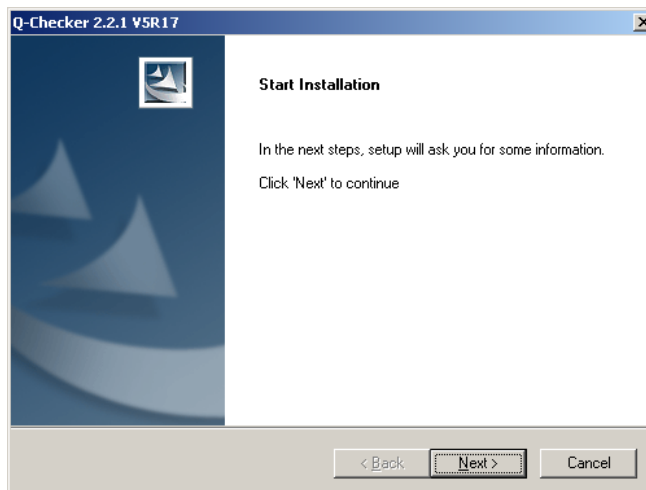 Q-Checker 2.2.1 V5R17
Start Installation
In the next steps, setup will ask you for some information.
Click 'Next' to continue
< Back
Next >
Cancel